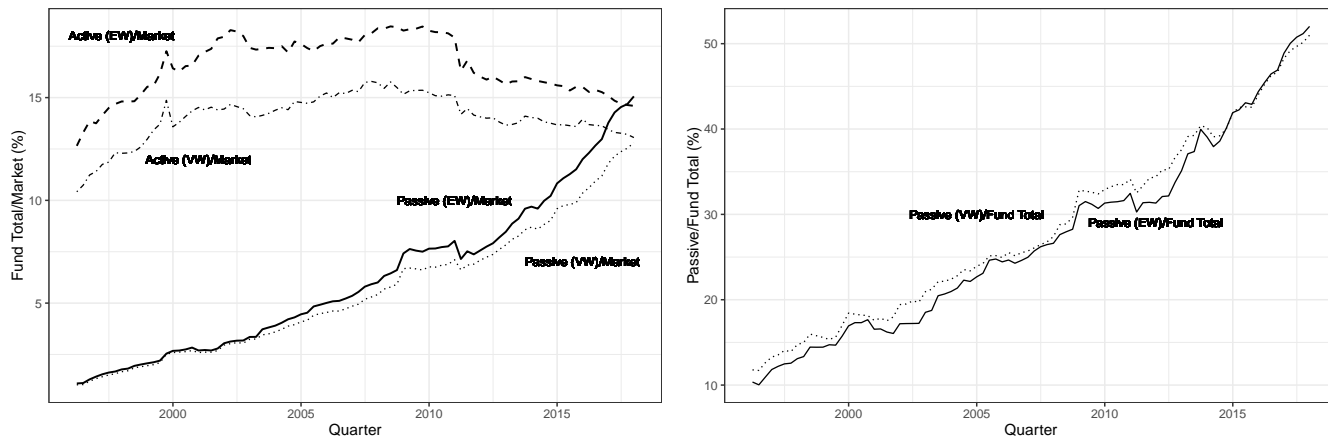 Active (EW)/Market
Active (VW)/Market
Passive (EW)/Market
Passive (VW)/Market
15
10
5
2000
2005
2010
2015
Quarter
Fund Total/Market (%)
Passive (VW)/Fund Total
Passive (EW)/Fund Total
50
40
30
20
10
2000
2005
2010
2015
Quarter
Passive/Fund Total (%)